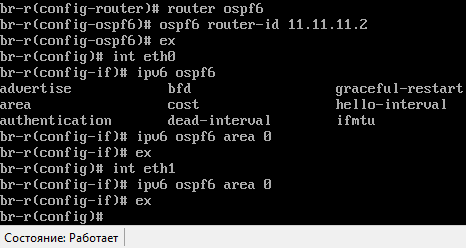 br-r(config-router)# router ospf6
br-r(config-ospf6)# ospf6 router-id 11.11.11.2
br-r(config-ospf6)# ex
br-r(config)# int eth0
br-r(config-if)# ipv6 ospf6
advertise bfd graceful-restart
area cost hello-interval
authentication dead-interval ifmtu
br-r(config-if)# ipv6 ospf6 area 0
br-r(config-if)# ex
br-r(config)# int eth1
br-r(config-if)# ipv6 ospf6 area 0
br-r(config-if)# ex
br-r(config)#
Состояние: Работает